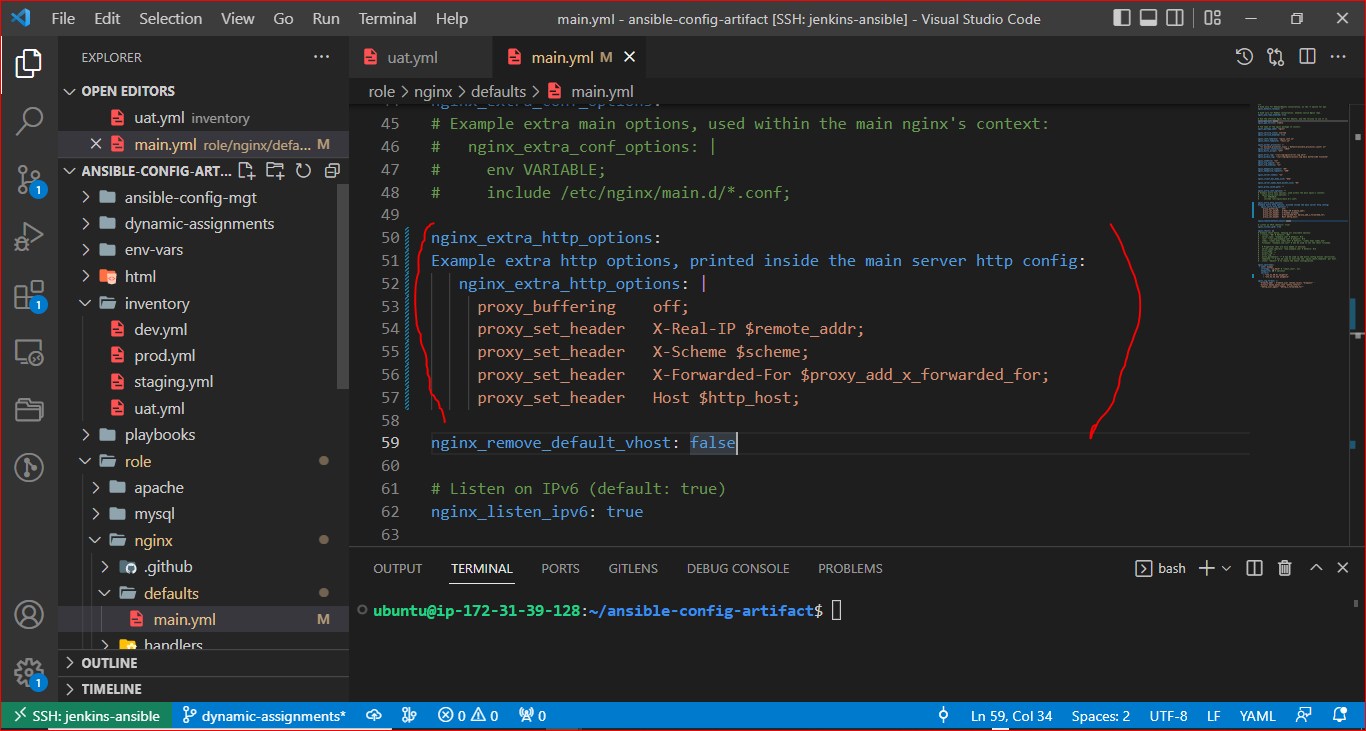 File Edit Selection View Go Run Terminal Help main.yml - ansible-config-artifact [SSH: jenkins-ansible] - Visual Studio Code
EXPLORER
OPEN EDITORS
uat.yml inventory
main.yml role/nginx/defa... M
ANSIBLE-CONFIG-ART...
ansible-config-mgt
dynamic-assignments
env-vars
html
inventory
dev.yml
prod.yml
staging.yml
uat.yml
playbooks
role
apache
mysql
nginx
.github
defaults
main.yml M
handlers
OUTLINE
TIMELINE
1
1
1
uat.yml main.yml M
role > nginx > defaults > main.yml
44 nginx_extra_conf_options:
45 # Example extra main options, used within the main nginx's context:
46 #   nginx_extra_conf_options: |
47 #     env VARIABLE;
48 #     include /etc/nginx/main.d/*.conf;
49
50 nginx_extra_http_options:
51 Example extra http options, printed inside the main server http config:
52    nginx_extra_http_options: |
53      proxy_buffering    off;
54      proxy_set_header   X-Real-IP $remote_addr;
55      proxy_set_header   X-Scheme $scheme;
56      proxy_set_header   X-Forwarded-For $proxy_add_x_forwarded_for;
57      proxy_set_header   Host $http_host;
58
59 nginx_remove_default_vhost: false
60
61 # Listen on IPv6 (default: true)
62 nginx_listen_ipv6: true
63
OUTPUT TERMINAL PORTS GITLENS DEBUG CONSOLE PROBLEMS bash
ubuntu@ip-172-31-39-128:~/ansible-config-artifact$
SSH: jenkins-ansible dynamic-assignments* 0 0 0 Ln 59, Col 34 Spaces: 2 UTF-8 LF YAML